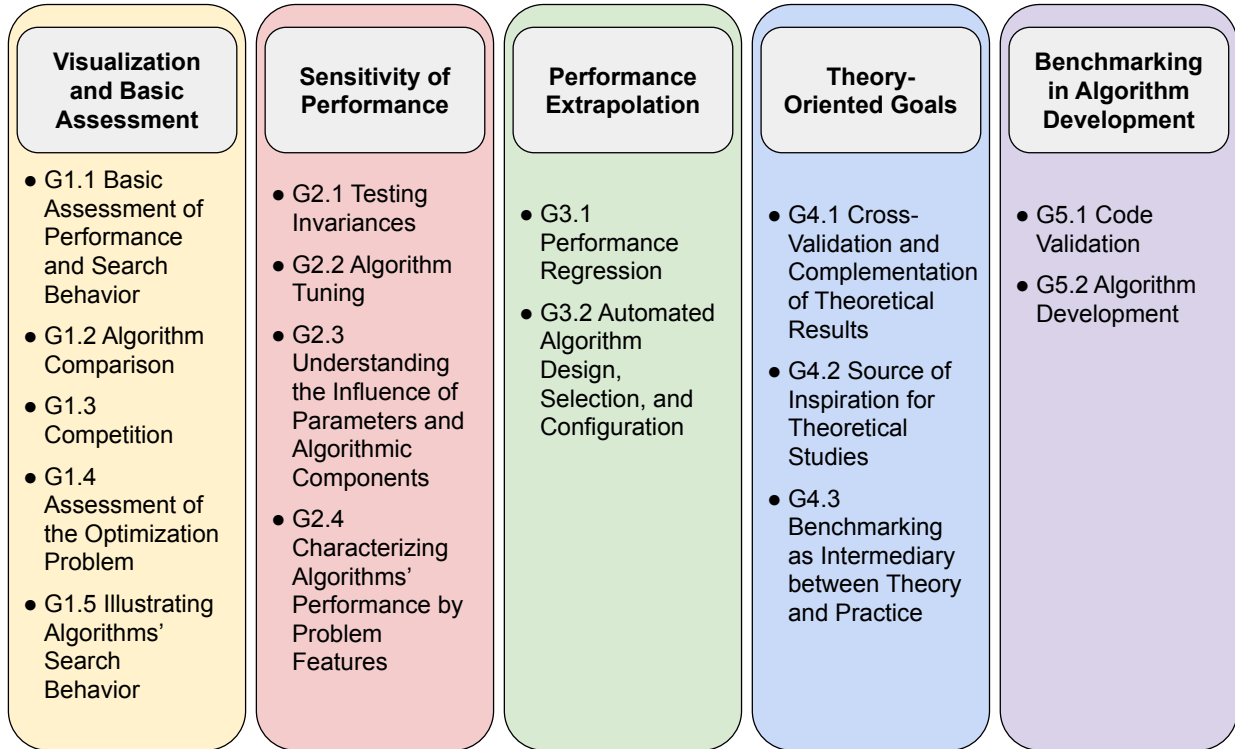 Visualization
and Basic
Assessment
● G1.1 Basic
Assessment of
Performance
and Search
Behavior
● G1.2 Algorithm
Comparison
● G1.3
Competition
● G1.4
Assessment of
the Optimization
Problem
● G1.5 Illustrating
Algorithms’
Search
Behavior
Sensitivity of
Performance
● G2.1 Testing
Invariances
● G2.2 Algorithm
Tuning
● G2.3
Understanding
the Influence of
Parameters and
Algorithmic
Components
● G2.4
Characterizing
Algorithms’
Performance by
Problem
Features
Performance
Extrapolation
● G3.1
Performance
Regression
● G3.2 Automated
Algorithm
Design,
Selection, and
Configuration
Theory-
Oriented Goals
● G4.1 Cross-
Validation and
Complementation
of Theoretical
Results
● G4.2 Source of
Inspiration for
Theoretical
Studies
● G4.3
Benchmarking
as Intermediary
between Theory
and Practice
Benchmarking
in Algorithm
Development
● G5.1 Code
Validation
● G5.2 Algorithm
Development